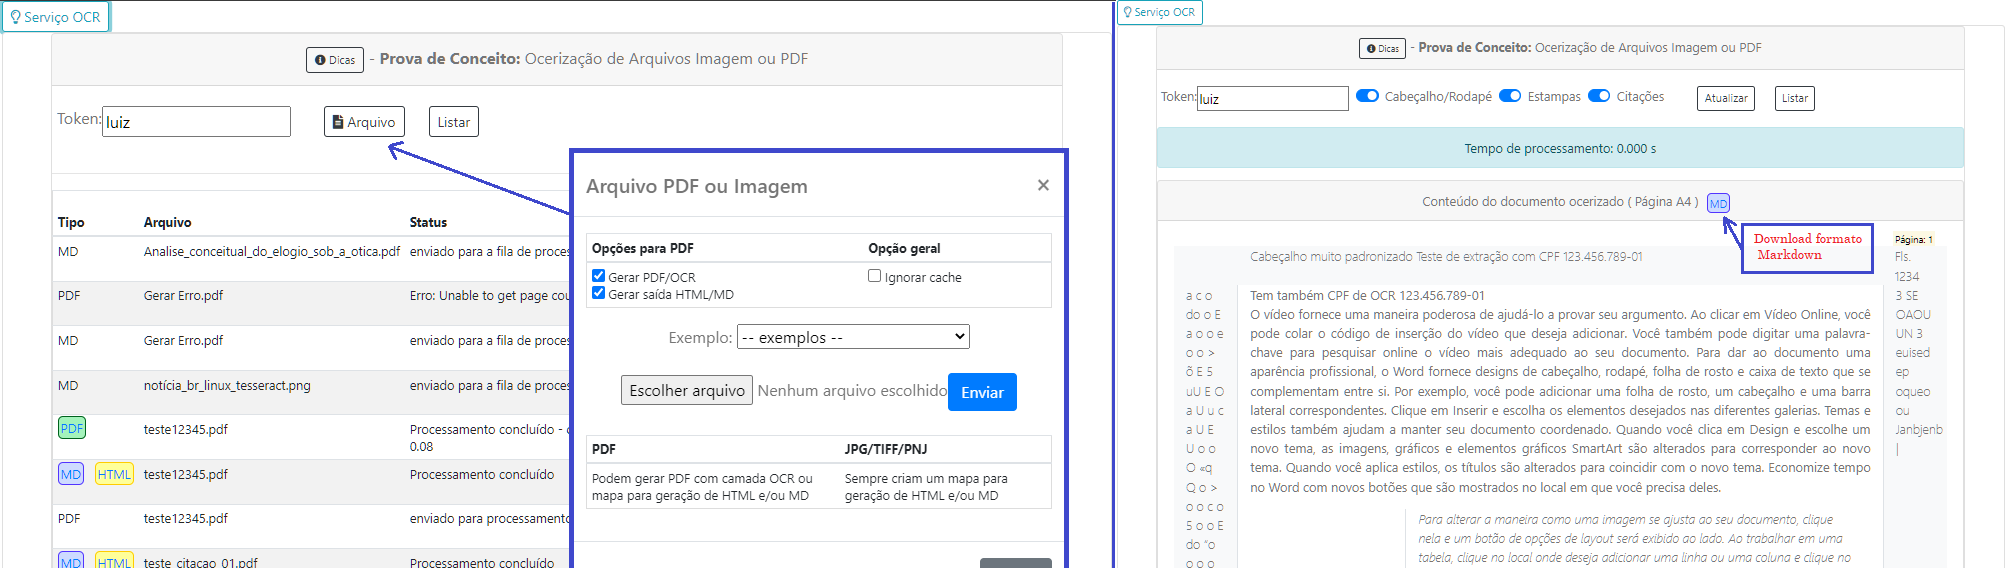 Serviço OCR
Dicas - Prova de Conceito: Ocerização de Arquivos Imagem ou PDF
Token: luiz Arquivo Listar
Tipo Arquivo Status
MD Analise_conceitual_do_elogio_sob_a_otica.pdf enviado para a fila de proces
PDF Gerar Erro.pdf Erro: Unable to get page cou
MD Gerar Erro.pdf enviado para a fila de proces
MD notícia_br_linux_tesseract.png enviado para a fila de proces
PDF teste12345.pdf Processamento concluído -
0.08
MD HTML teste12345.pdf Processamento concluído
PDF teste12345.pdf enviado para processamento
MD HTML teste_citacao_01.pdf Processamento concluído
Arquivo PDF ou Imagem ×
Opções para PDF Opção geral
Gerar PDF/OCR Ignorar cache
Gerar saída HTML/MD
Exemplo: -- exemplos --
Escolher arquivo Nenhum arquivo escolhido Enviar
PDF JPG/TIFF/PNJ
Podem gerar PDF com camada OCR ou Sempre criam um mapa para
mapa para geração de HTML e/ou MD geração de HTML e/ou MD
Serviço OCR
Dicas - Prova de Conceito: Ocerização de Arquivos Imagem ou PDF
Token: luiz Cabeçalho/Rodapé Estampas Citações Atualizar Listar
Tempo de processamento: 0.000 s
Conteúdo do documento ocerizado ( Página A4 ) MD
Download formato
Markdown
Cabeçalho muito padronizado Teste de extração com CPF 123.456.789-01
a c o
do o E
a o o e
o o >
õ E 5
uU E O
a U u c
a U E
U o o
O «q
Q o >
o o c o
5 o o E
do “o
o o o
Tem também CPF de OCR 123.456.789-01
O vídeo fornece uma maneira poderosa de ajudá-lo a provar seu argumento. Ao clicar em Vídeo Online, você
pode colar o código de inserção do vídeo que deseja adicionar. Você também pode digitar uma palavra-
chave para pesquisar online o vídeo mais adequado ao seu documento. Para dar ao documento uma
aparência profissional, o Word fornece designs de cabeçalho, rodapé, folha de rosto e caixa de texto que se
complementam entre si. Por exemplo, você pode adicionar uma folha de rosto, um cabeçalho e uma barra
lateral correspondentes. Clique em Inserir e escolha os elementos desejados nas diferentes galerias. Temas e
estilos também ajudam a manter seu documento coordenado. Quando você clica em Design e escolhe um
novo tema, as imagens, gráficos e elementos gráficos SmartArt são alterados para corresponder ao novo
tema. Quando você aplica estilos, os títulos são alterados para coincidir com o novo tema. Economize tempo
no Word com novos botões que são mostrados no local em que você precisa deles.
Para alterar a maneira como uma imagem se ajusta ao seu documento, clique
nela e um botão de opções de layout será exibido ao lado. Ao trabalhar em uma
tabela, clique no local onde deseja adicionar uma linha ou uma coluna e clique no
Página: 1
Fls.
1234
3 SE
OAOU
UN 3
euised
ep
oqueo
ou
Janbjenb
|